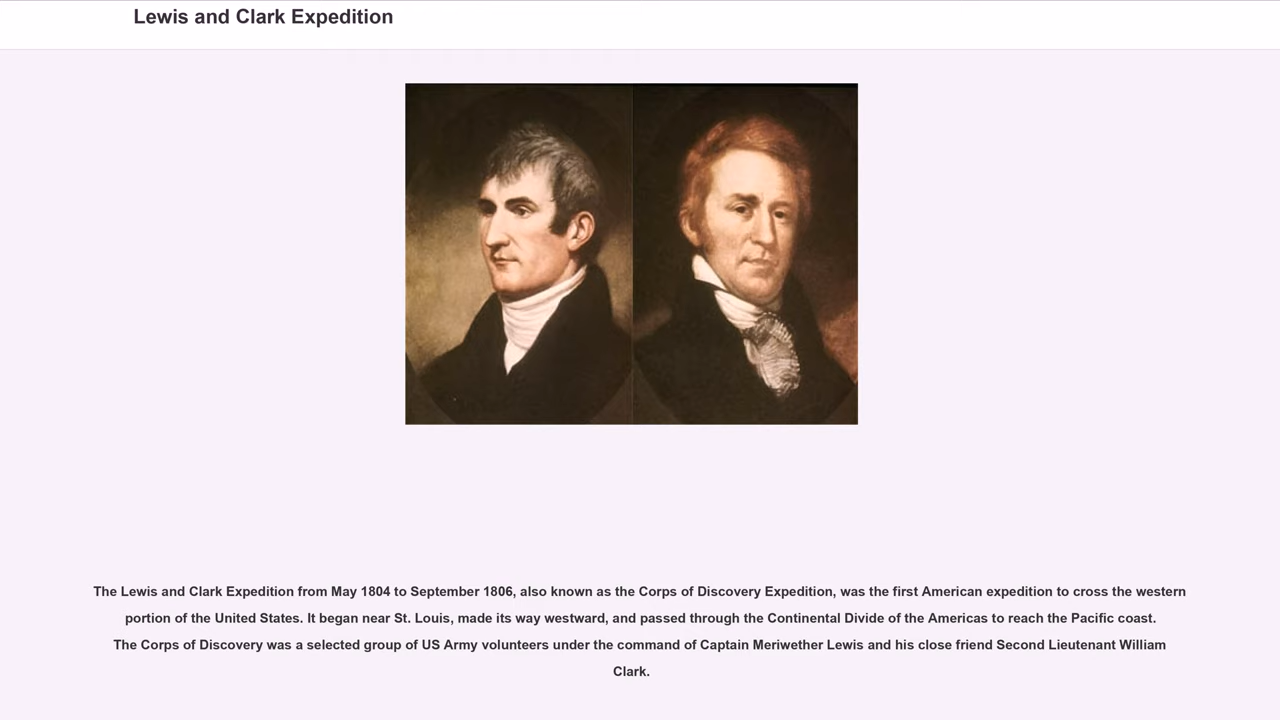 Lewis and Clark Expedition
The Lewis and Clark Expedition from May 1804 to September 1806, also known as the Corps of Discovery Expedition, was the first American expedition to cross the western
portion of the United States. It began near St. Louis, made its way westward, and passed through the Continental Divide of the Americas to reach the Pacific coast.
The Corps of Discovery was a selected group of US Army volunteers under the command of Captain Meriwether Lewis and his close friend Second Lieutenant William
Clark.